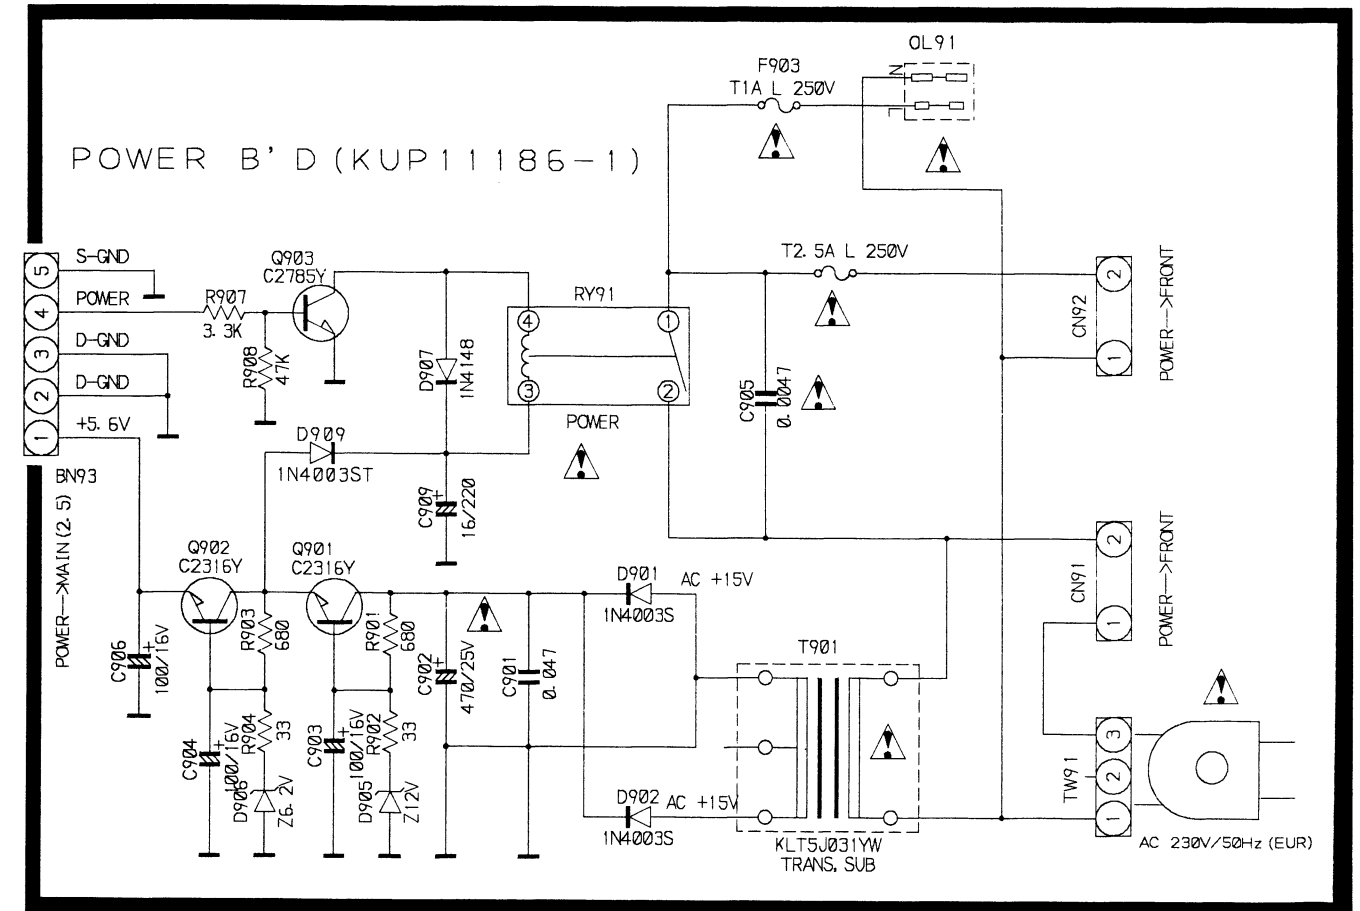 OL91
F903
N
T1A L 250V
L
POWER B'D(KUP11186-1)
S-GND
Q903
C2785Y
T2.5A L 250V
5
POWER
R907
RY91
2
4
3.3K
4
1
CN92
POWER--->FRONT
D-GND
R908
47K
D907
1N4148
3
D-GND
1
2
3
2
C905
0.0047
+5.6V
1
D909
POWER
1N4003ST
BN93
C909
+
16/220
POWER--->MAIN(2.5)
2
CN91
POWER--->FRONT
Q902
C2316Y
Q901
C2316Y
D901
AC +15V
1N4003S
R903
680
R901
680
1
C906
+
100/16V
C902
+
470/25V
C901
0.047
T901
C904
+
100/16V
R904
33
C903
+
100/16V
R902
33
3
TW91
2
D906
Z6.2V
D905
Z12V
D902
AC +15V
1N4003S
1
KLT5J031YW
TRANS. SUB
AC 230V/50Hz(EUR)